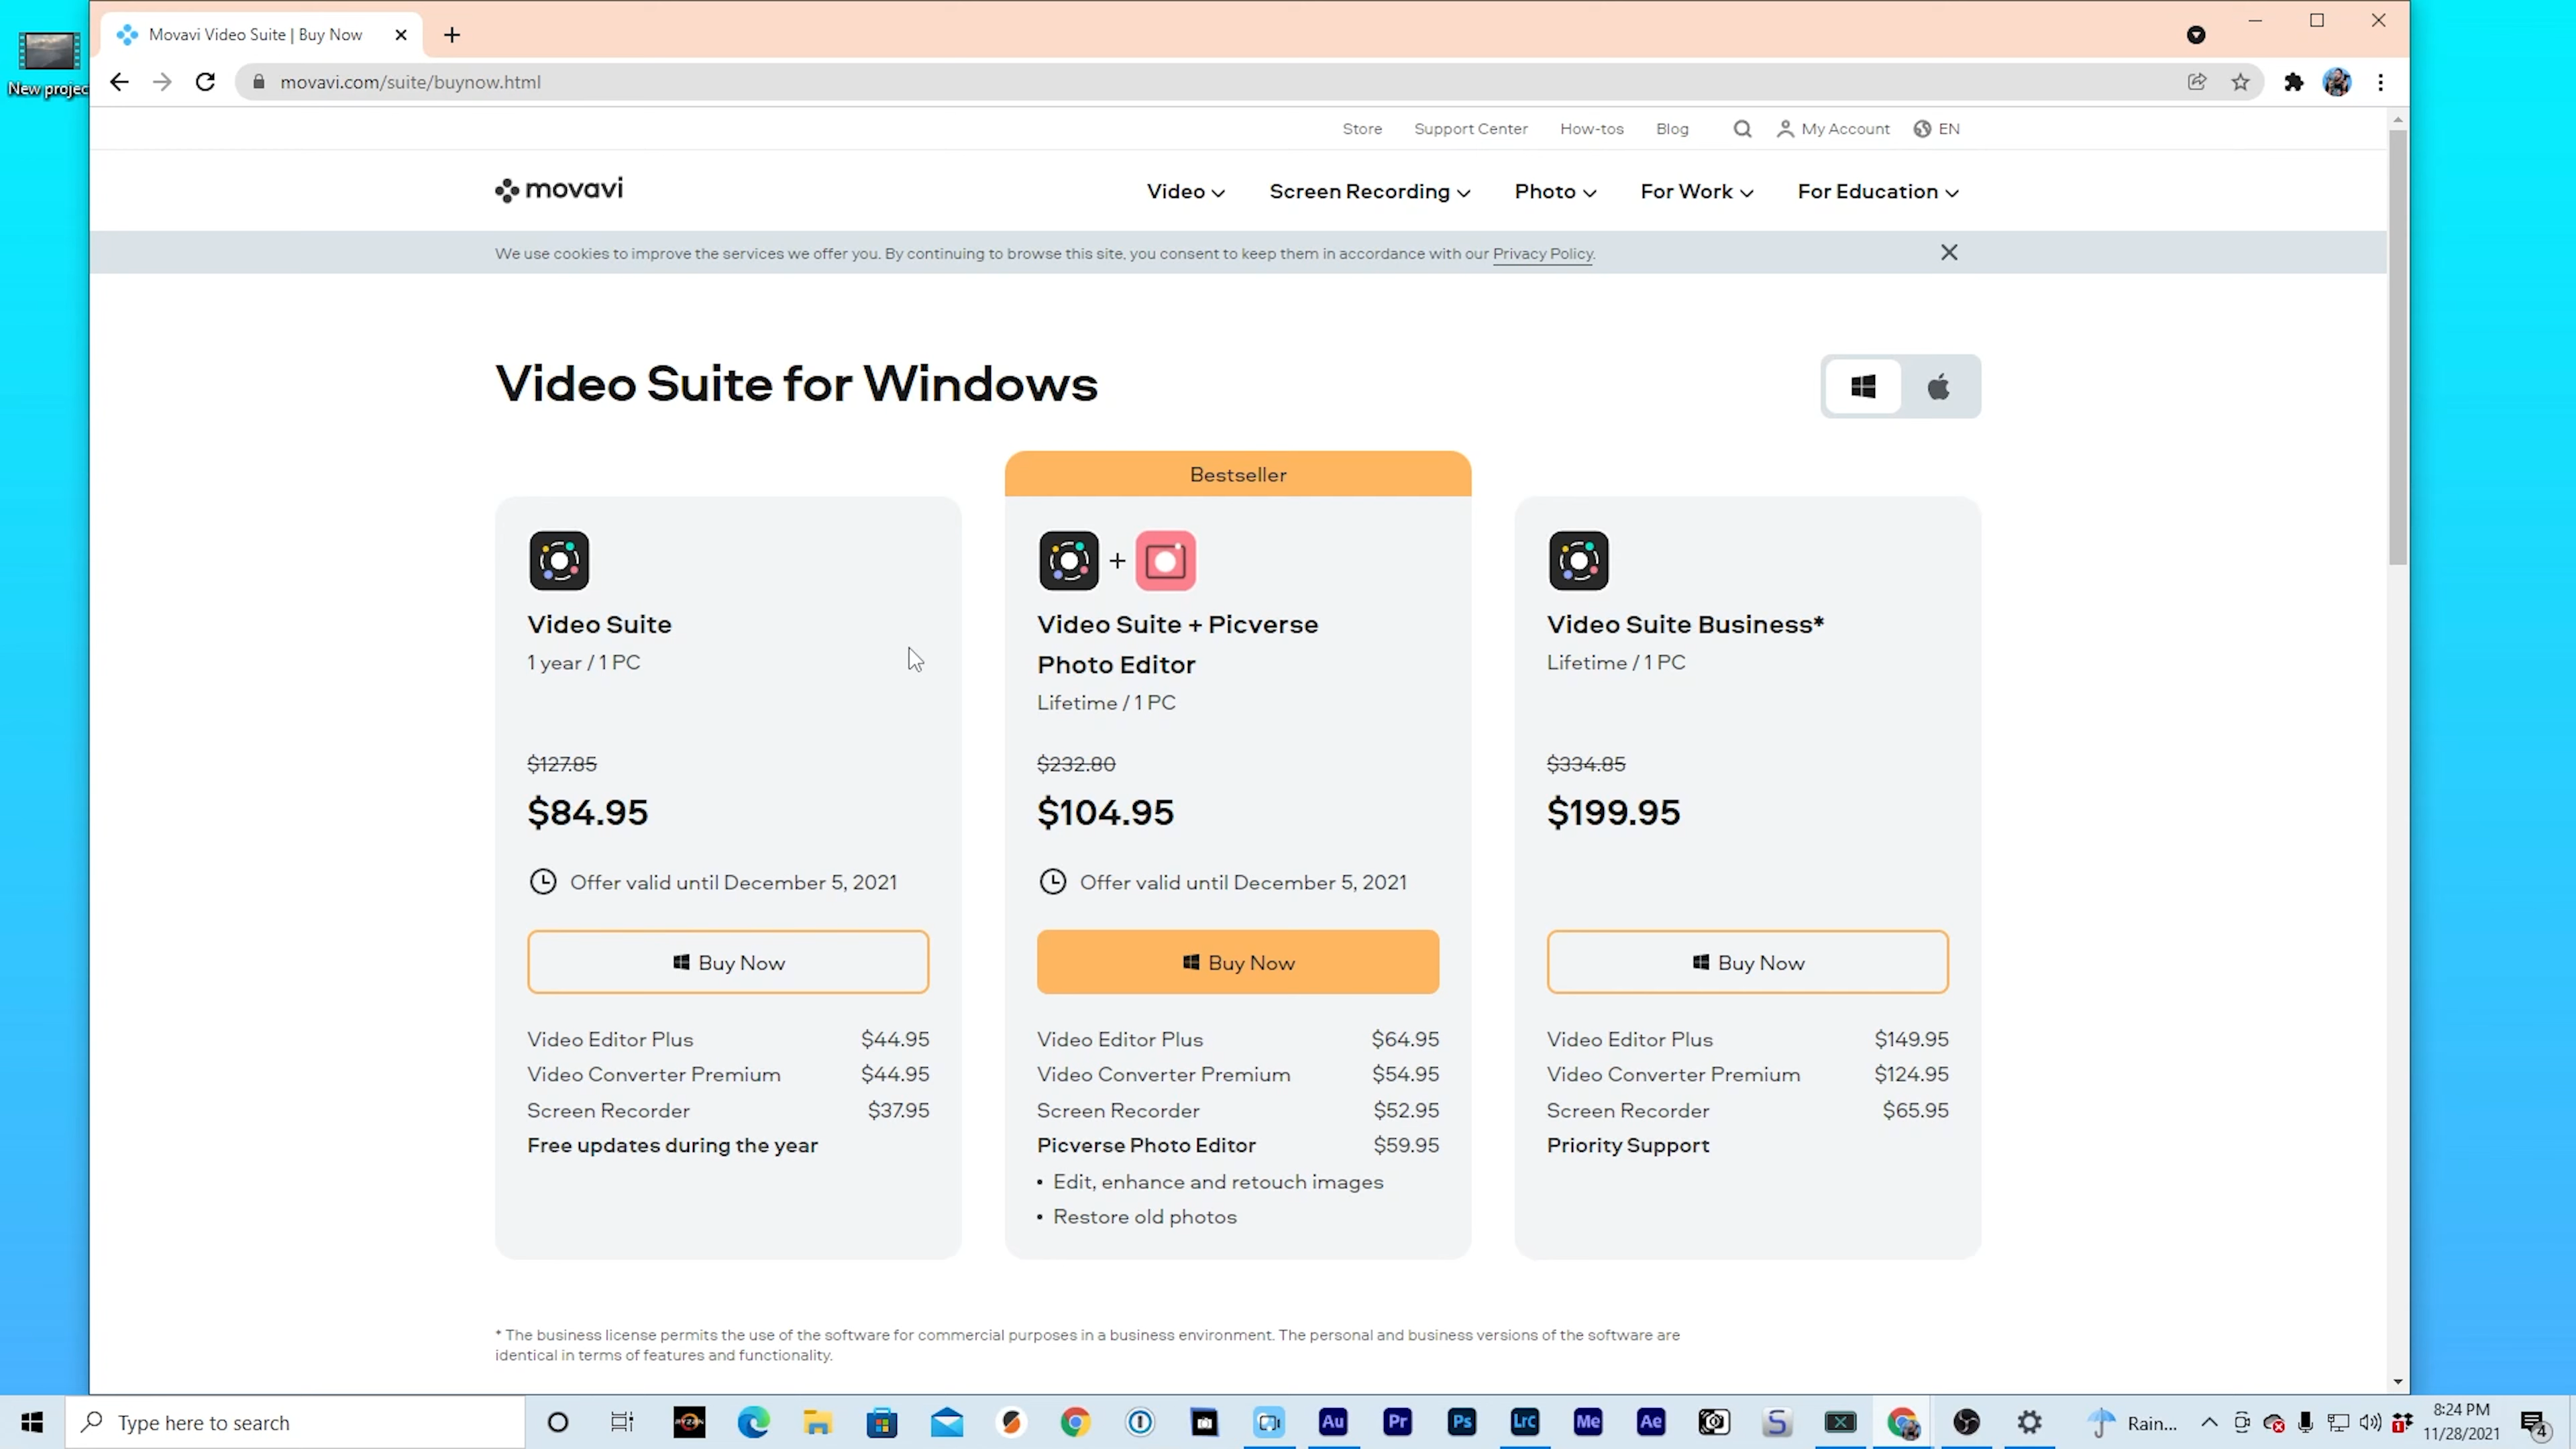 New projec
Movavi Video Suite | Buy Now
movavi.com/suite/buynow.html
Store Support Center How-tos Blog My Account EN
movavi
Video Screen Recording Photo For Work For Education
We use cookies to improve the services we offer you. By continuing to browse this site, you consent to keep them in accordance with our Privacy Policy.
Video Suite for Windows
Bestseller
Video Suite
1 year / 1 PC
$127.85
$84.95
Offer valid until December 5, 2021
Buy Now
Video Editor Plus $44.95
Video Converter Premium $44.95
Screen Recorder $37.95
Free updates during the year
+
Video Suite + Picverse
Photo Editor
Lifetime / 1 PC
$232.80
$104.95
Offer valid until December 5, 2021
Buy Now
Video Editor Plus $64.95
Video Converter Premium $54.95
Screen Recorder $52.95
Picverse Photo Editor $59.95
• Edit, enhance and retouch images
• Restore old photos
Video Suite Business*
Lifetime / 1 PC
$334.85
$199.95
Buy Now
Video Editor Plus $149.95
Video Converter Premium $124.95
Screen Recorder $65.95
Priority Support
* The business license permits the use of the software for commercial purposes in a business environment. The personal and business versions of the software are
identical in terms of features and functionality.
Type here to search
RYZEN
Au Pr Ps LrC Me Ae S
Rain...
1
8:24 PM
11/28/2021
4